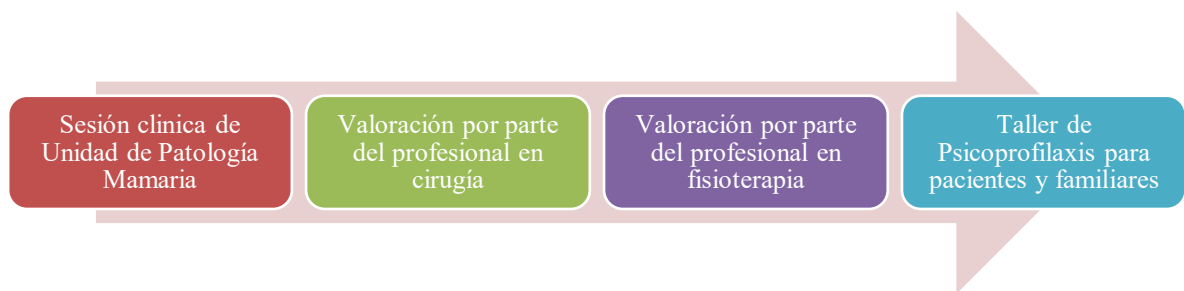 Sesión clinica de
Unidad de Patología
Mamaria
Valoración por parte
del profesional en
cirugía
Valoración por parte
del profesional en
fisioterapia
Taller de
Psicoprofilaxis para
pacientes y familiares